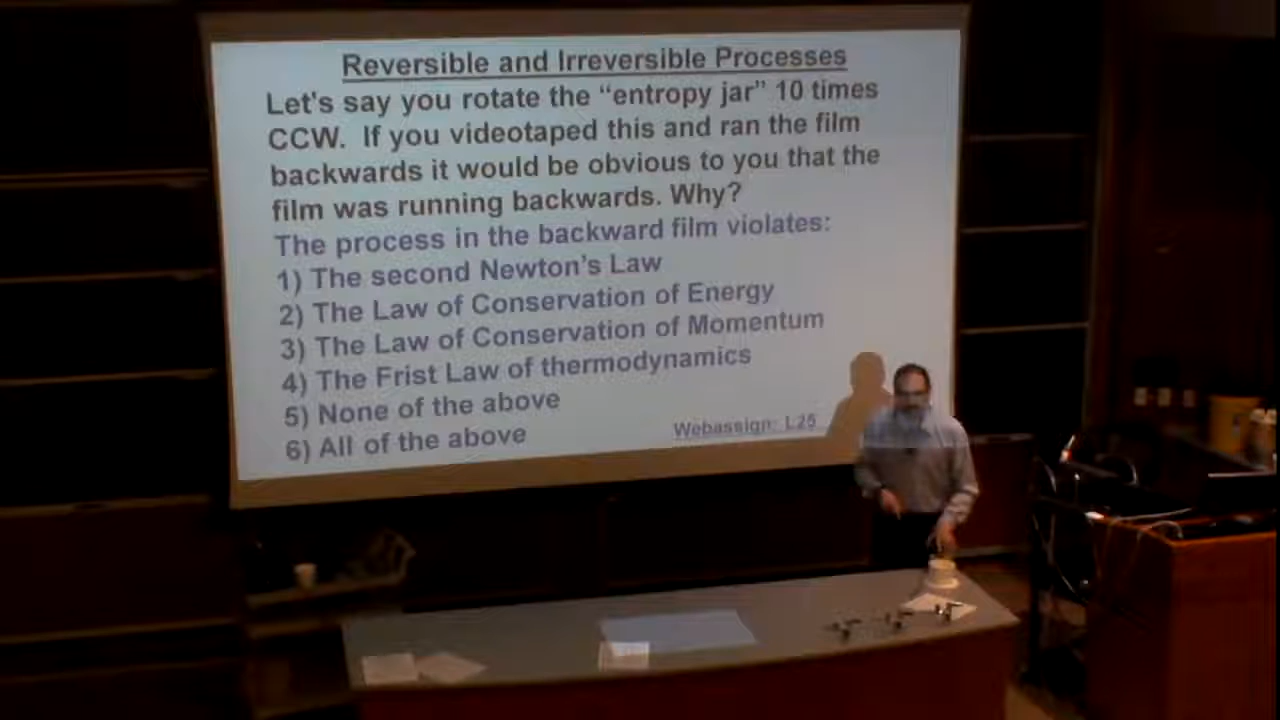 Reversible and Irreversible Processes
Let's say you rotate the “entropy jar” 10 times
CCW. If you videotaped this and ran the film
backwards it would be obvious to you that the
film was running backwards. Why?
The process in the backward film violates:
1) The second Newton's Law
2) The Law of Conservation of Energy
3) The Law of Conservation of Momentum
4) The Frist Law of thermodynamics
5) None of the above
6) All of the above
Webassign: L25